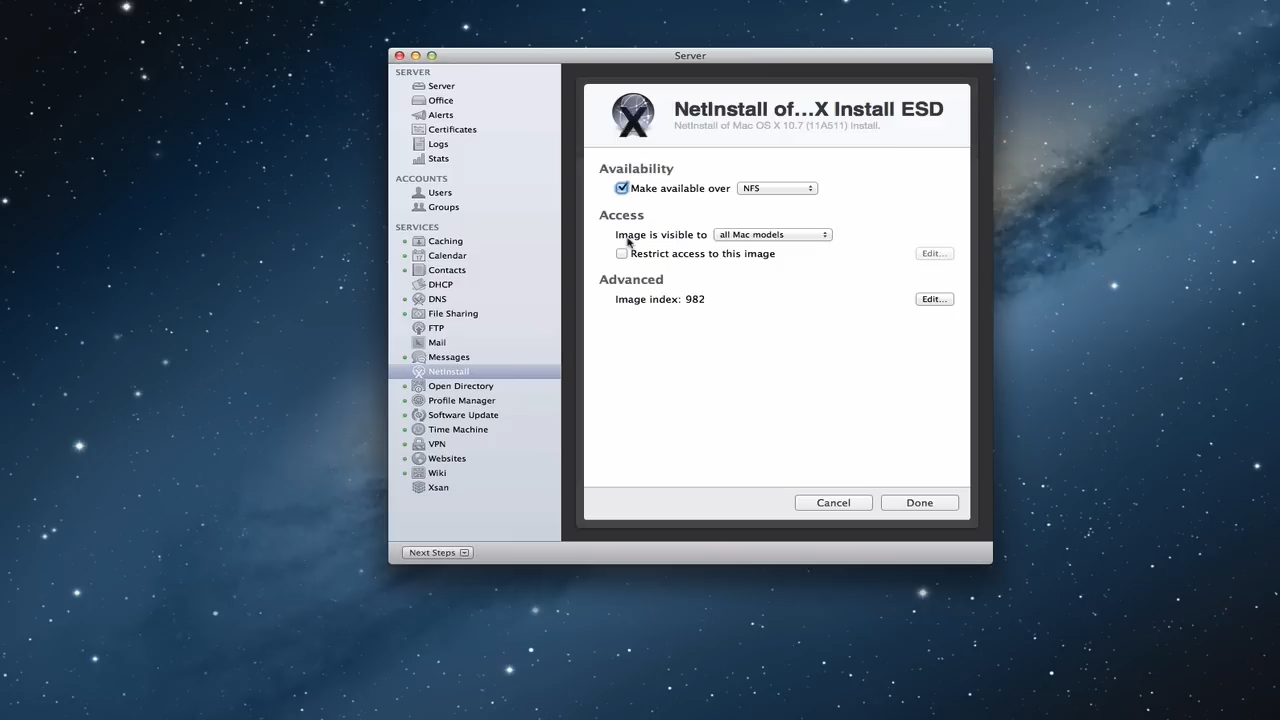 Server
SERVER
Server
Office
Alerts
Certificates
Logs
Stats
ACCOUNTS
Users
Groups
SERVICES
Caching
Calendar
Contacts
DHCP
DNS
File Sharing
FTP
Mail
Messages
NetInstall
Open Directory
Profile Manager
Software Update
Time Machine
VPN
Websites
Wiki
Xsan
Next Steps
NetInstall of...X Install ESD
NetInstall of Mac OS X 10.7 (11A511) Install.
Availability
Make available over NFS
Access
Image is visible to all Mac models
Restrict access to this image Edit...
Advanced
Image index: 982 Edit...
Cancel Done